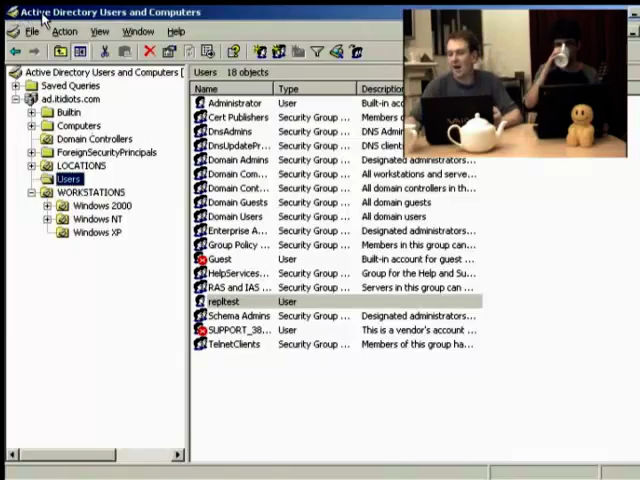 Active Directory Users and Computers
File Action View Window Help
Active Directory Users and Computers [
Saved Queries
ad.itidiots.com
Builtin
Computers
Domain Controllers
ForeignSecurityPrincipals
LOCATIONS
Users
WORKSTATIONS
Windows 2000
Windows NT
Windows XP
Users 18 objects
Name Type Description
Administrator User Built-in acc
Cert Publishers Security Group ... Members o
DnsAdmins Security Group ... DNS Admin
DnsUpdatePr... Security Group ... DNS client
Domain Admins Security Group ... Designated administrators...
Domain Com... Security Group ... All workstations and serve...
Domain Cont... Security Group ... All domain controllers in th...
Domain Guests Security Group ... All domain guests
Domain Users Security Group ... All domain users
Enterprise A... Security Group ... Designated administrators...
Group Policy ... Security Group ... Members in this group can...
Guest User Built-in account for guest ...
HelpServices... Security Group ... Group for the Help and Su...
RAS and IAS ... Security Group ... Servers in this group can ...
repltest User
Schema Admins Security Group ... Designated administrators...
SUPPORT_38... User This is a vendor's account ...
TelnetClients Security Group ... Members of this group ha...